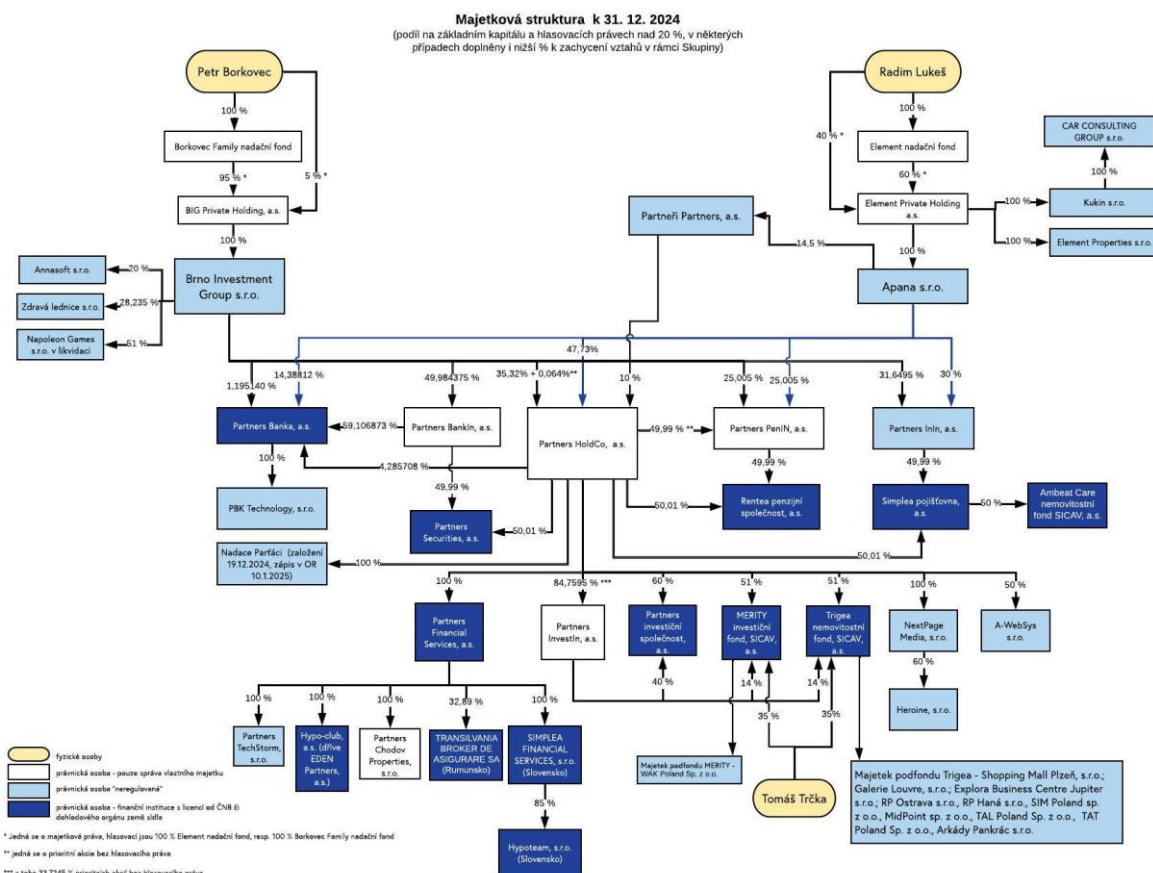 Majetková struktura k 31. 12. 2024
(podíl na základním kapitálu a hlasovacích právech nad 20 %, v některých
případech doplněny i nižší % k zachycení vztahů v rámci Skupiny)
Petr Borkovec
Radim Lukeš
100 %
100 %
40 % *
5 % *
Borkovec Family nadační fond
Element nadační fond
CAR CONSULTING
GROUP s.r.o.
95 % *
60 % *
100 %
BIG Private Holding, a.s.
Element Private Holding
a.s.
100 %
Kukin s.r.o.
100 %
Element Properties s.r.o.
Partneři Partners, a.s.
14,5 %
100 %
100 %
Annasoft s.r.o.
20 %
Brno Investment
Group s.r.o.
Apana s.r.o.
Zdravá lednice s.r.o.
28,235 %
Napoleon Games
s.r.o. v likvidaci
51 %
1,195140 %
14,38812 %
49,984375 %
35,32% + 0,064%**
47,73%
10 %
25,005 %
25,005 %
31,6495 %
30 %
Partners Banka, a.s.
59,106873 %
Partners BankIn, a.s.
Partners HoldCo, a.s.
49,99 % **
Partners PenIN, a.s.
Partners InIn, a.s.
100 %
4,285708 %
49,99 %
49,99 %
49,99 %
PBK Technology, s.r.o.
Partners
Securities, a.s.
50,01 %
50,01 %
Rentea penzijní
společnost, a.s.
Simplea pojišťovna,
a.s.
50 %
Ambeat Care
nemovitostní
fond SICAV, a.s.
50,01 %
Nadace Parťáci (založení
19.12.2024, zápis v OR
10.1.2025)
100 %
100 %
84,7595 % ***
60 %
51 %
51 %
100 %
50 %
Partners
Financial
Services, a.s.
Partners
InvestIn, a.s.
Partners
investiční
společnost,
a.s.
MERITY
investiční
fond, SICAV,
a.s.
Trigea
nemovitostní
fond, SICAV,
a.s.
NextPage
Media, s.r.o.
A-WebSys
s.r.o.
40 %
14 %
14 %
60 %
35 %
35%
Heroine, s.r.o.
100 %
100 %
100 %
32,89 %
100 %
Partners
TechStorm,
s.r.o.
Hypo-club,
a.s. (dříve
EDEN
Partners,
a.s.)
Partners
Chodov
Properties,
s.r.o.
TRANSILVANIA
BROKER DE
ASIGURARE SA
(Rumunsko)
SIMPLEA
FINANCIAL
SERVICES, s.r.o.
(Slovensko)
85 %
Hypoteam, s.r.o.
(Slovensko)
Majetek podfondu MERITY -
WAK Poland Sp. z o.o.
Tomáš Trčka
Majetek podfondu Trigea - Shopping Mall Plzeň, s.r.o.;
Galerie Louvre, s.r.o.; Explora Business Centre Jupiter
s.r.o.; RP Ostrava s.r.o., RP Haná s.r.o., SIM Poland sp.
z o.o., MidPoint sp. z o.o., TAL Poland Sp. z o.o., TAT
Poland Sp. z o.o., Arkády Pankrác s.r.o.
fyzické osoby
právnická osoba - pouze správa vlastního majetku
právnická osoba "neregulovaná"
právnická osoba - finanční instituce s licencí od ČNB či
dohledového orgánu země sídla
* Jedná se o majetková práva, hlasovací jsou 100 % Element nadační fond, resp. 100 % Borkovec Family nadační fond
** jedná se o prioritní akcie bez hlasovacího práva
*** z toho 33,7245 % prioritních akcií bez hlasovacího práva